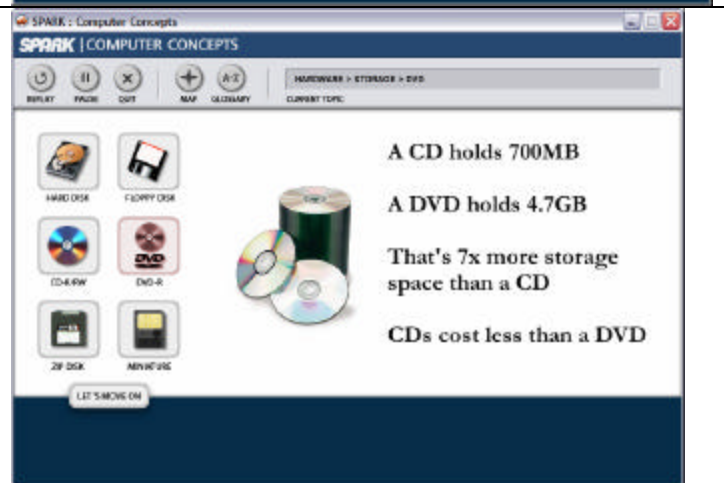 SPARK : Computer Concepts
SPARK | COMPUTER CONCEPTS
REPLAY PAUSE QUIT MAP GLOSSARY
A-Z
HARDWARE > STORAGE > DVD
CURRENT TOPIC
HARD DISK FLOPPY DISK
CD-R/RW DVD-R
DVD
ZIP DISK MINIATURE
LET'S MOVE ON
A CD holds 700MB
A DVD holds 4.7GB
That's 7x more storage
space than a CD
CDs cost less than a DVD